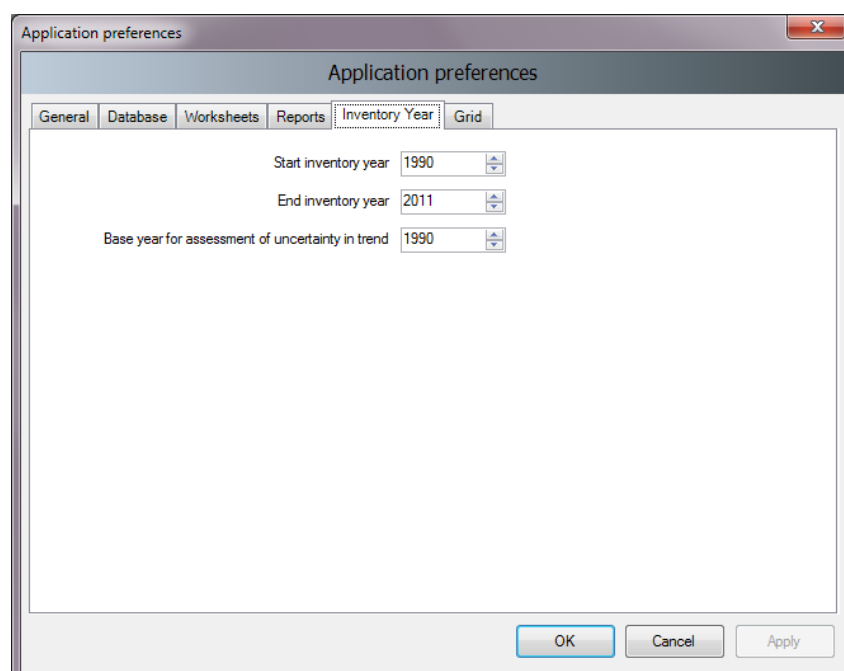 Application preferences
Application preferences
General Database Worksheets Reports Inventory Year Grid
Start inventory year 1990
End inventory year 2011
Base year for assessment of uncertainty in trend 1990
OK Cancel Apply